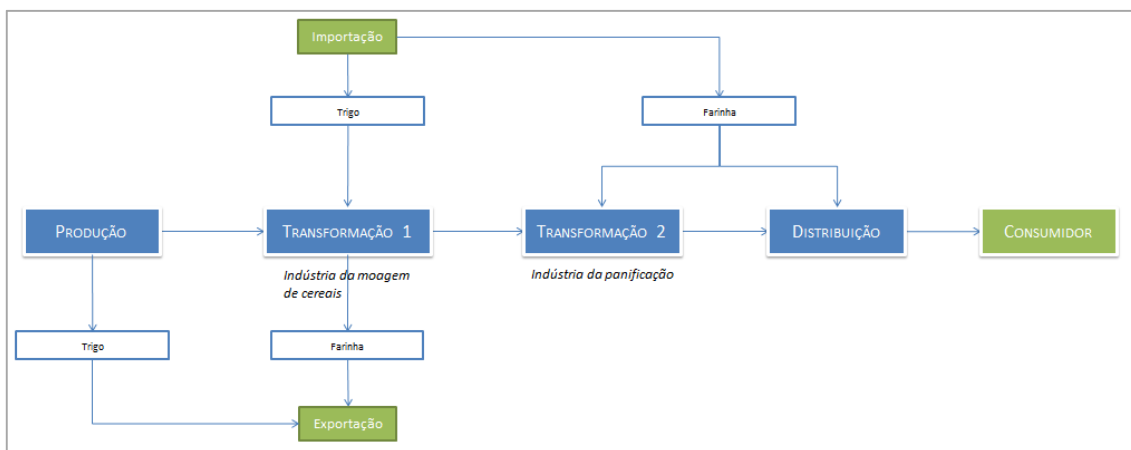 Importação
Trigo
Farinha
PRODUÇÃO
TRANSFORMAÇÃO 1
TRANSFORMAÇÃO 2
DISTRIBUIÇÃO
CONSUMIDOR
Indústria da moagem
de cereais
Indústria da panificação
Trigo
Farinha
Exportação